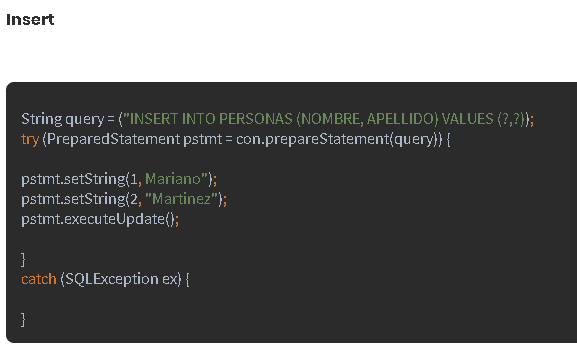 Insert
String query = ("INSERT INTO PERSONAS (NOMBRE, APELLIDO) VALUES (?,?));
try (PreparedStatement pstmt = con.prepareStatement(query)) {
pstmt.setString(1, Mariano");
pstmt.setString(2, "Martinez");
pstmt.executeUpdate();
}
catch (SQLException ex) {
}